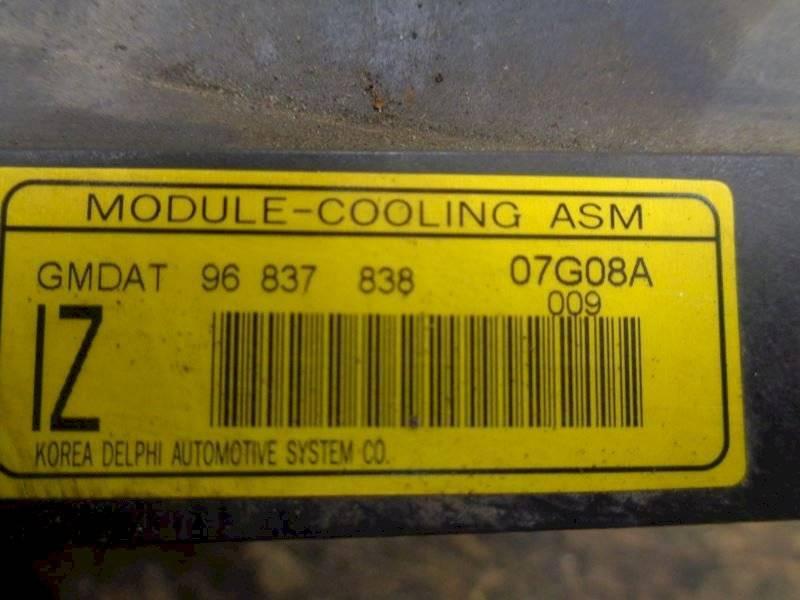 MODULE-COOLING ASM
GMDAT 96 837 838 07G08A
009
IZ
KOREA DELPHI AUTOMOTIVE SYSTEM CO.